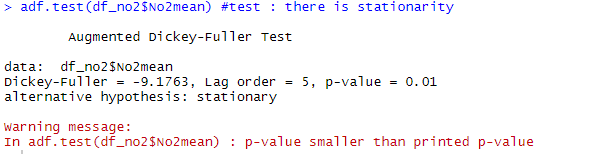 > adf.test(df_no2$No2mean) #test : there is stationarity
Augmented Dickey-Fuller Test
data:  df_no2$No2mean
Dickey-Fuller = -9.1763, Lag order = 5, p-value = 0.01
alternative hypothesis: stationary
Warning message:
In adf.test(df_no2$No2mean) : p-value smaller than printed p-value